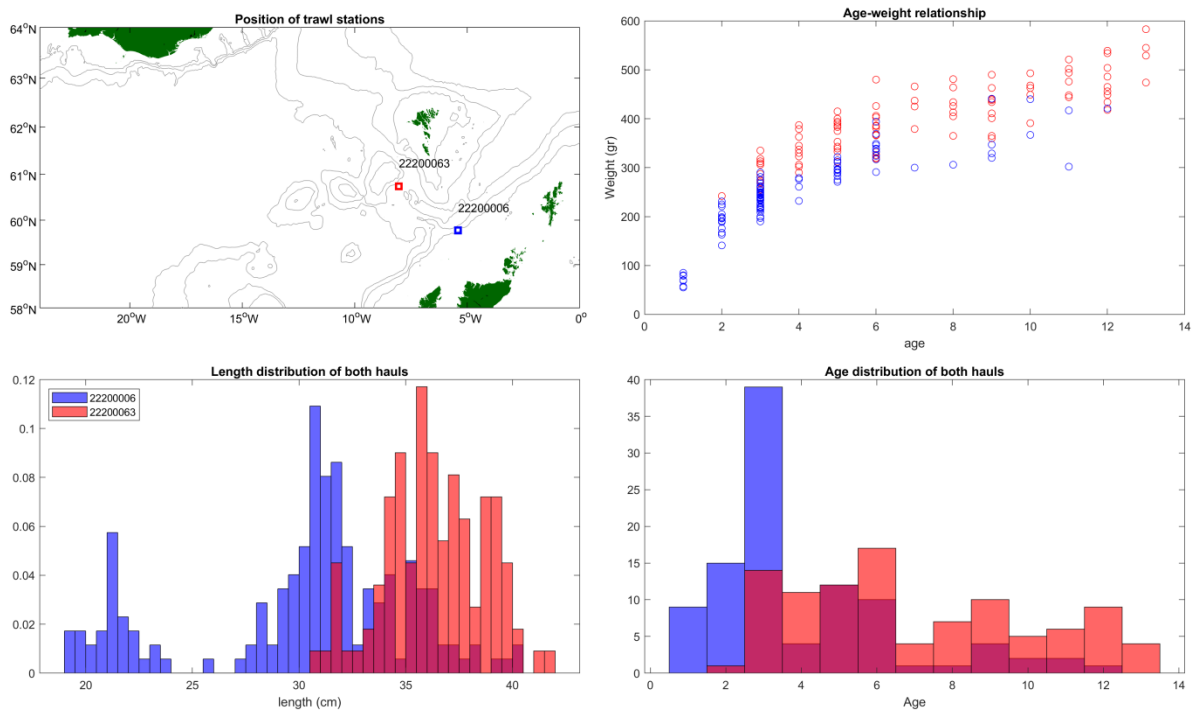 Position of trawl stations
64°N
63°N
62°N
61°N
60°N
59°N
58°N
22200063
22200006
20°W
15°W
10°W
5°W
0°
Age-weight relationship
Weight (gr)
600
500
400
300
200
100
0
0
2
4
6
8
10
12
14
age
Length distribution of both hauls
0.12
0.1
0.08
0.06
0.04
0.02
0
22200006
22200063
20
25
30
35
40
length (cm)
Age distribution of both hauls
40
35
30
25
20
15
10
5
0
0
2
4
6
8
10
12
14
Age